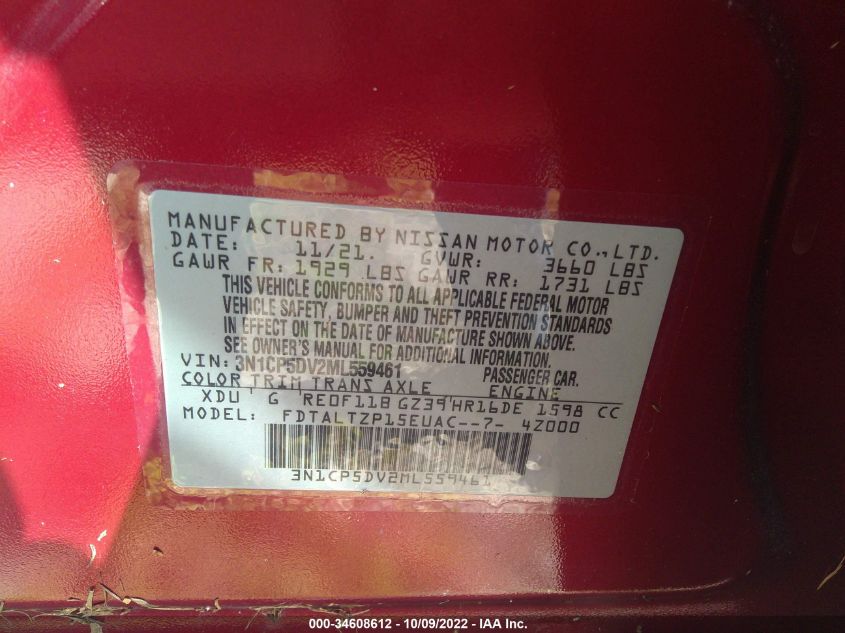 MANUFACTURED BY NISSAN MOTOR CO., LTD.
DATE: 11/21. GVWR: 3660 LBS
GAWR FR: 1929 LBS GAWR RR: 1731 LBS
THIS VEHICLE CONFORMS TO ALL APPLICABLE FEDERAL MOTOR
VEHICLE SAFETY, BUMPER AND THEFT PREVENTION STANDARDS
IN EFFECT ON THE DATE OF MANUFACTURE SHOWN ABOVE.
SEE OWNER'S MANUAL FOR ADDITIONAL INFORMATION.
VIN: 3N1CP5DV2ML559461 PASSENGER CAR.
COLOR TRIM TRANS AXLE ENGINE
XDU G RE0F11B GZ39 HR16DE 1598 CC
MODEL: FDTALTZP15EUAC--7- 4Z000
3N1CP5DV2ML559461
000-34608612 - 10/09/2022 - IAA Inc.